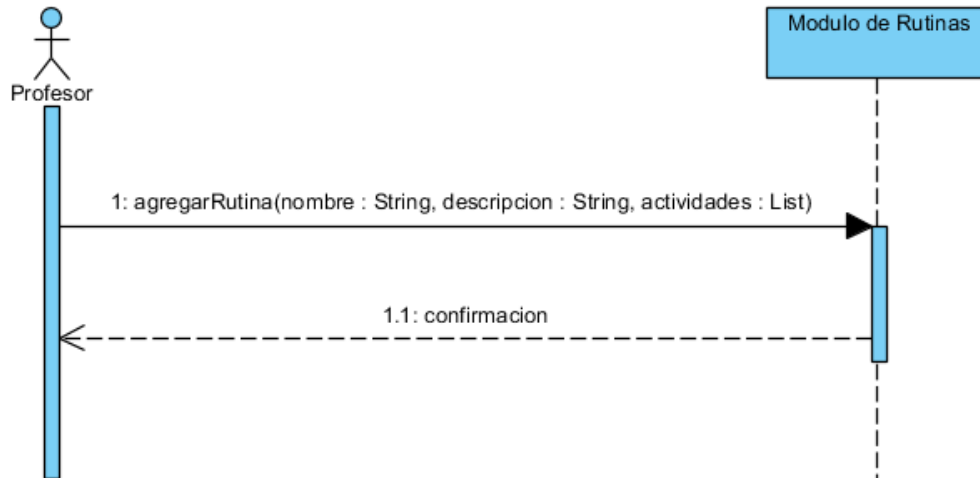 Modulo de Rutinas
Profesor
1: agregarRutina(nombre : String, descripcion : String, actividades : List)
1.1: confirmacion